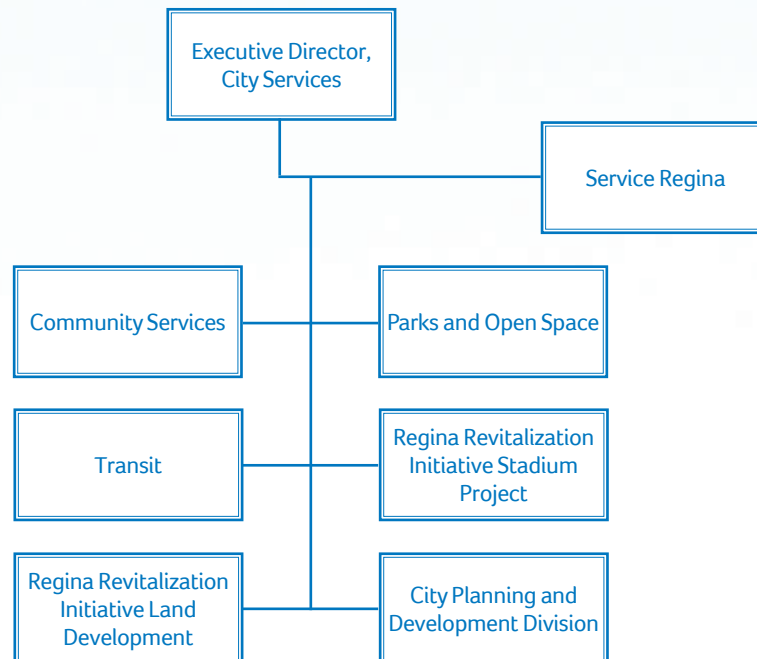 Executive Director,
City Services
Service Regina
Community Services
Parks and Open Space
Transit
Regina Revitalization
Initiative Stadium
Project
Regina Revitalization
Initiative Land
Development
City Planning and
Development Division